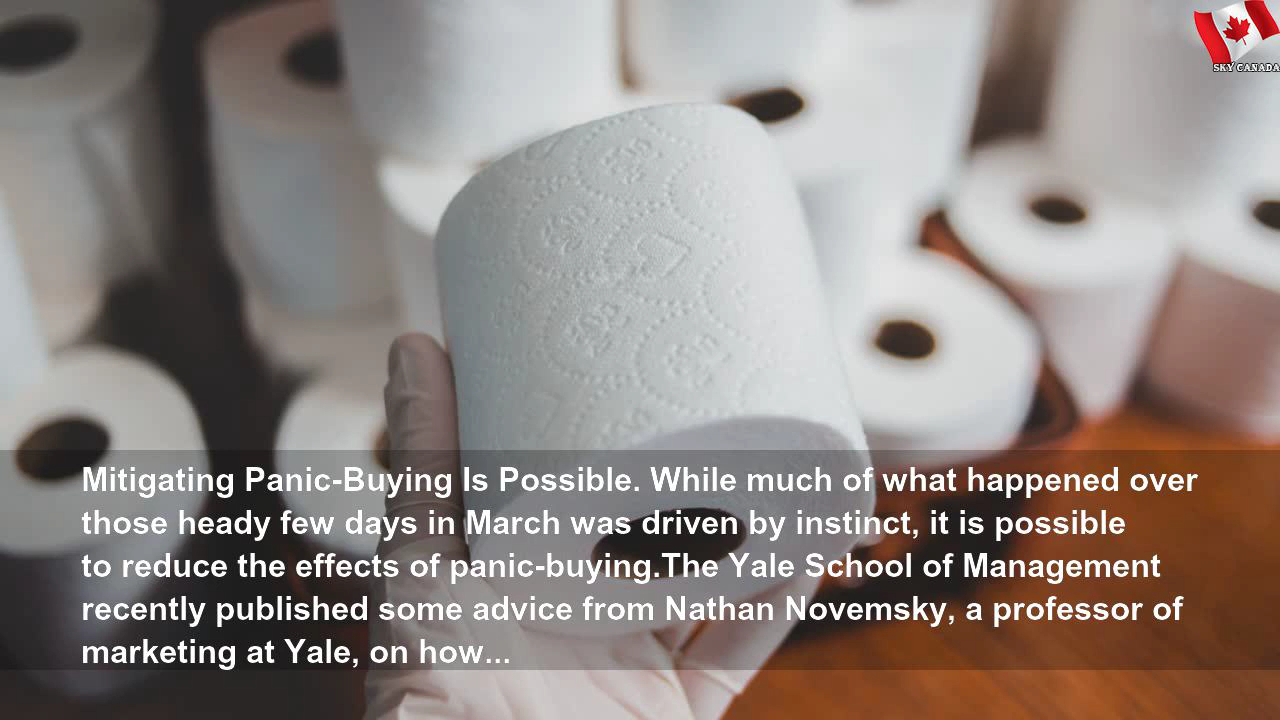 SKY CANADA
Mitigating Panic-Buying Is Possible. While much of what happened over
those heady few days in March was driven by instinct, it is possible
to reduce the effects of panic-buying.The Yale School of Management
recently published some advice from Nathan Novemsky, a professor of
marketing at Yale, on how...